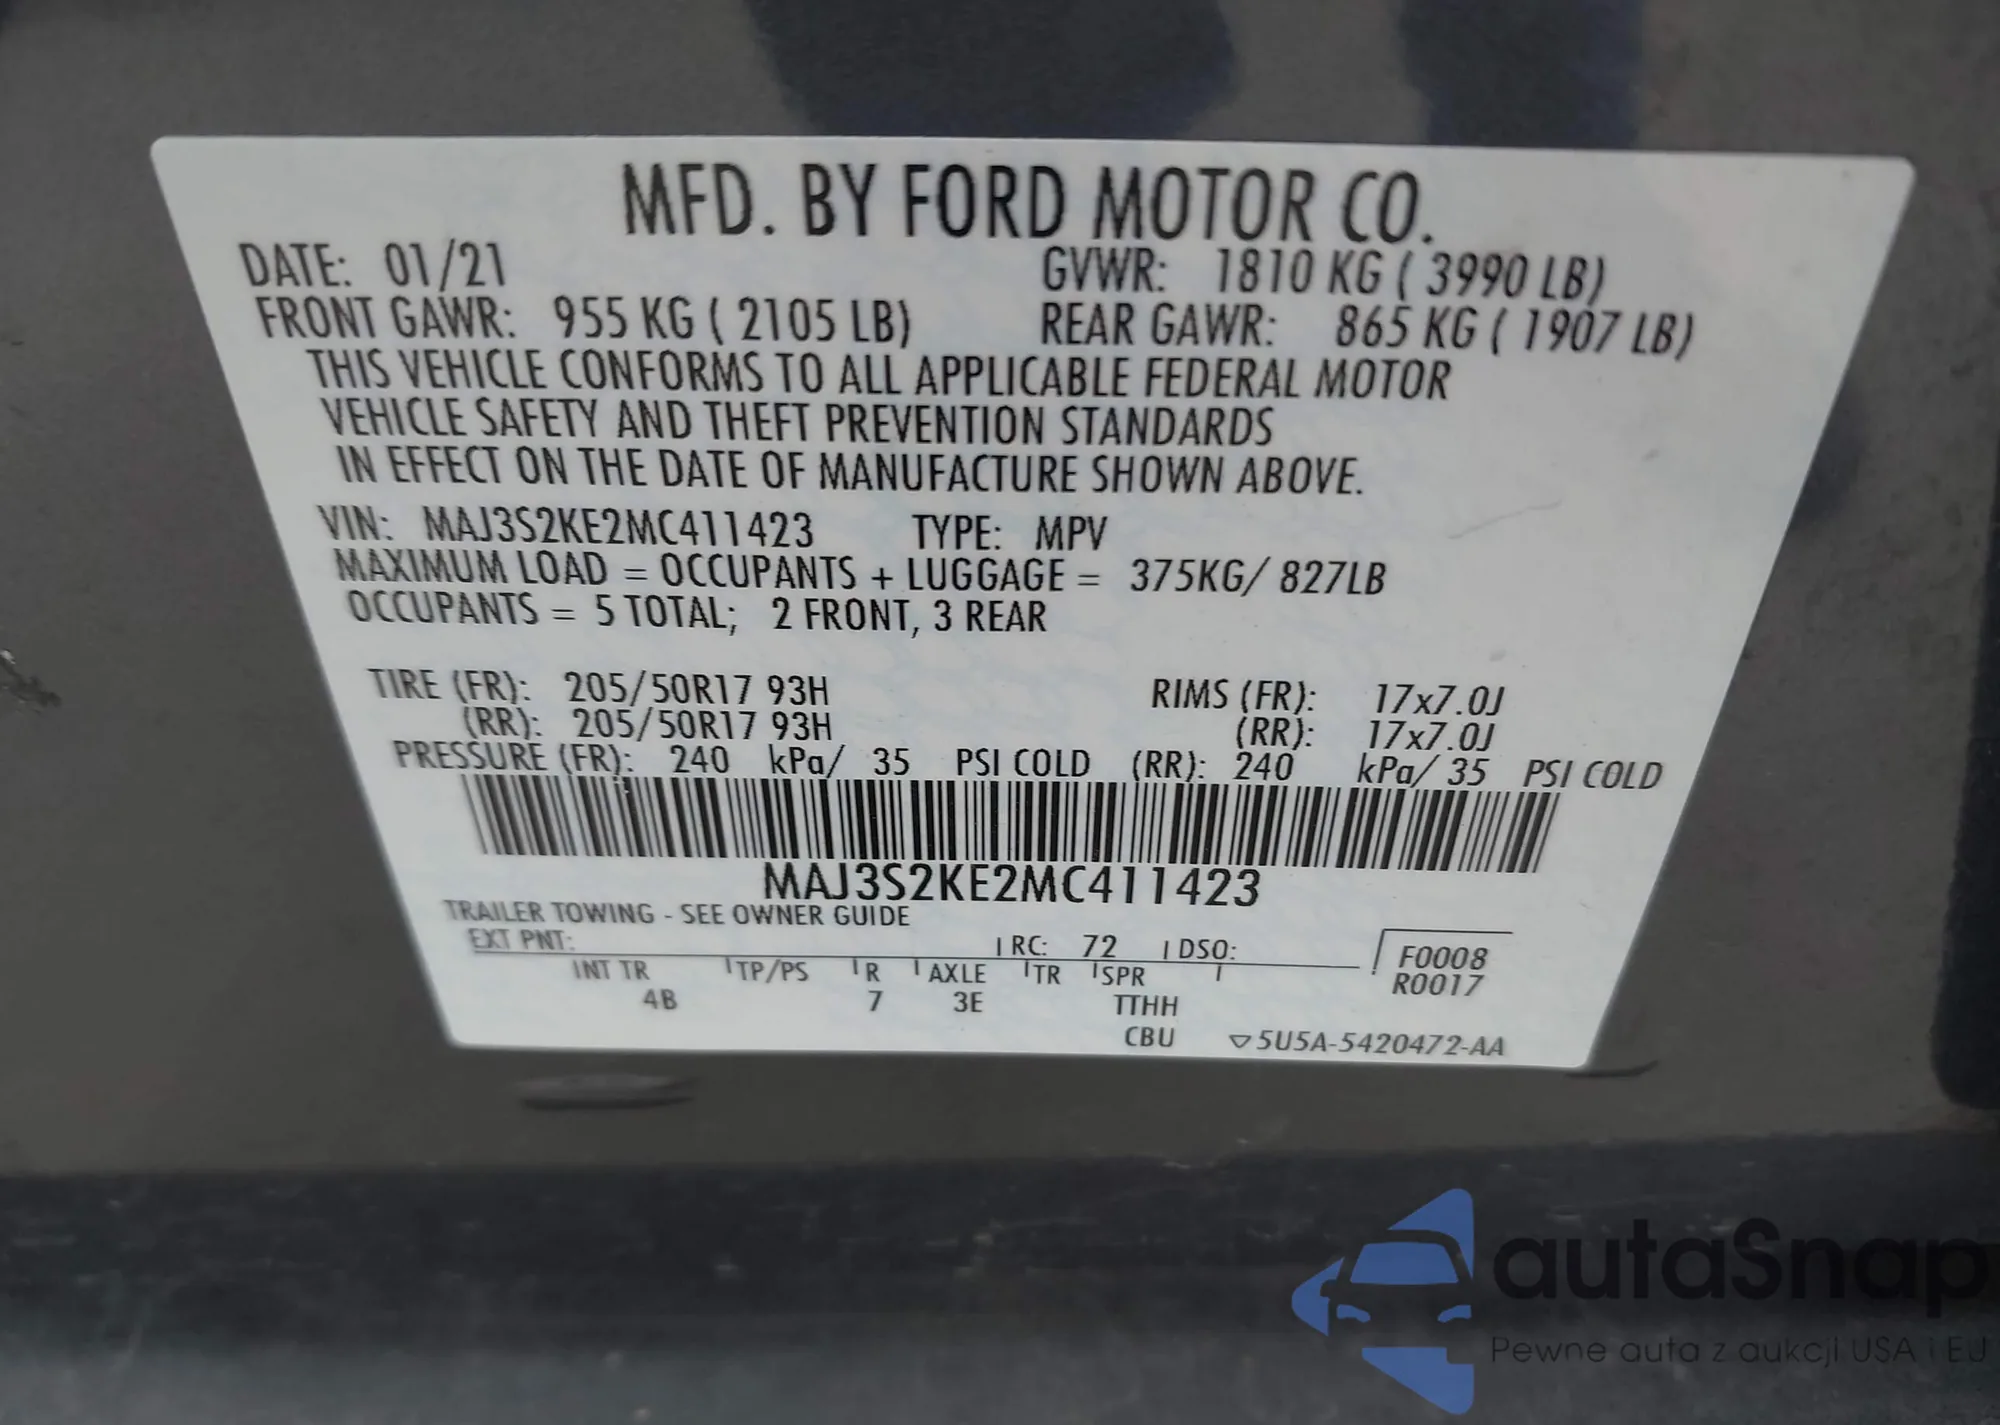 MFD. BY FORD MOTOR CO.
DATE: 01/21 GVWR: 1810 KG ( 3990 LB)
FRONT GAWR: 955 KG ( 2105 LB) REAR GAWR: 865 KG ( 1907 LB)
THIS VEHICLE CONFORMS TO ALL APPLICABLE FEDERAL MOTOR
VEHICLE SAFETY AND THEFT PREVENTION STANDARDS
IN EFFECT ON THE DATE OF MANUFACTURE SHOWN ABOVE.
VIN: MAJ3S2KE2MC411423 TYPE: MPV
MAXIMUM LOAD = OCCUPANTS + LUGGAGE = 375KG/ 827LB
OCCUPANTS = 5 TOTAL; 2 FRONT, 3 REAR
TIRE (FR): 205/50R17 93H RIMS (FR): 17x7.0J
(RR): 205/50R17 93H (RR): 17x7.0J
PRESSURE (FR): 240 kPa/ 35 PSI COLD (RR): 240 kPa/ 35 PSI COLD
MAJ3S2KE2MC411423
TRAILER TOWING - SEE OWNER GUIDE
EXT PNT: RC: 72 DSO: F0008
INT TR TP/PS R AXLE TR SPR R0017
4B 7 3E TTHH
CBU ▽5U5A-5420472-AA
autaSnap
Pewne auta z aukcji USA i EU